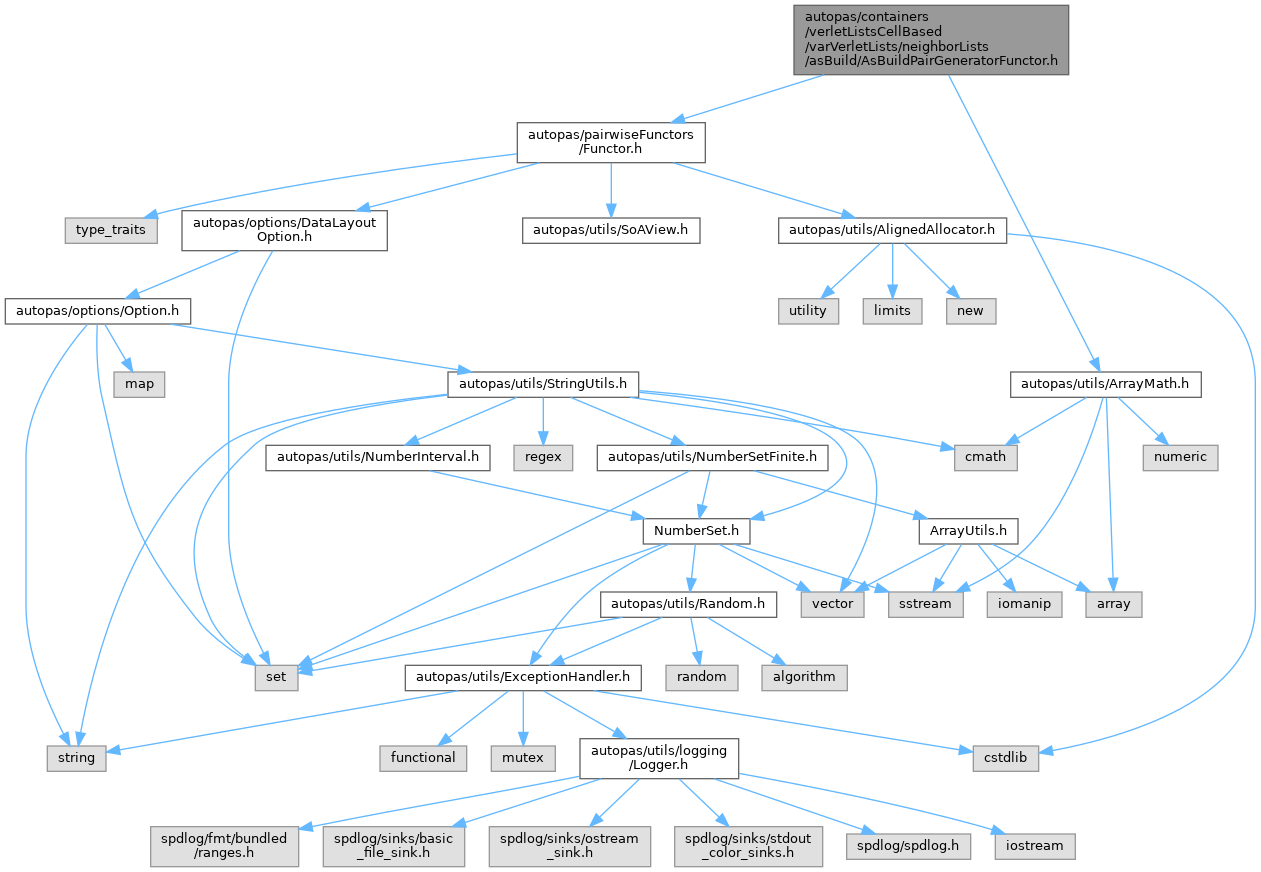 autopas/containers
/verletListsCellBased
/varVerletLists/neighborLists
/asBuild/AsBuildPairGeneratorFunctor.h
autopas/pairwiseFunctors
/Functor.h
type_traits
autopas/options/DataLayout
Option.h
autopas/utils/SoAView.h
autopas/utils/AlignedAllocator.h
autopas/options/Option.h
utility
limits
new
map
autopas/utils/StringUtils.h
autopas/utils/ArrayMath.h
autopas/utils/NumberInterval.h
regex
autopas/utils/NumberSetFinite.h
cmath
numeric
NumberSet.h
ArrayUtils.h
autopas/utils/Random.h
vector
sstream
iomanip
array
set
autopas/utils/ExceptionHandler.h
random
algorithm
string
functional
mutex
autopas/utils/logging
/Logger.h
cstdlib
spdlog/fmt/bundled
/ranges.h
spdlog/sinks/basic
_file_sink.h
spdlog/sinks/ostream
_sink.h
spdlog/sinks/stdout
_color_sinks.h
spdlog/spdlog.h
iostream